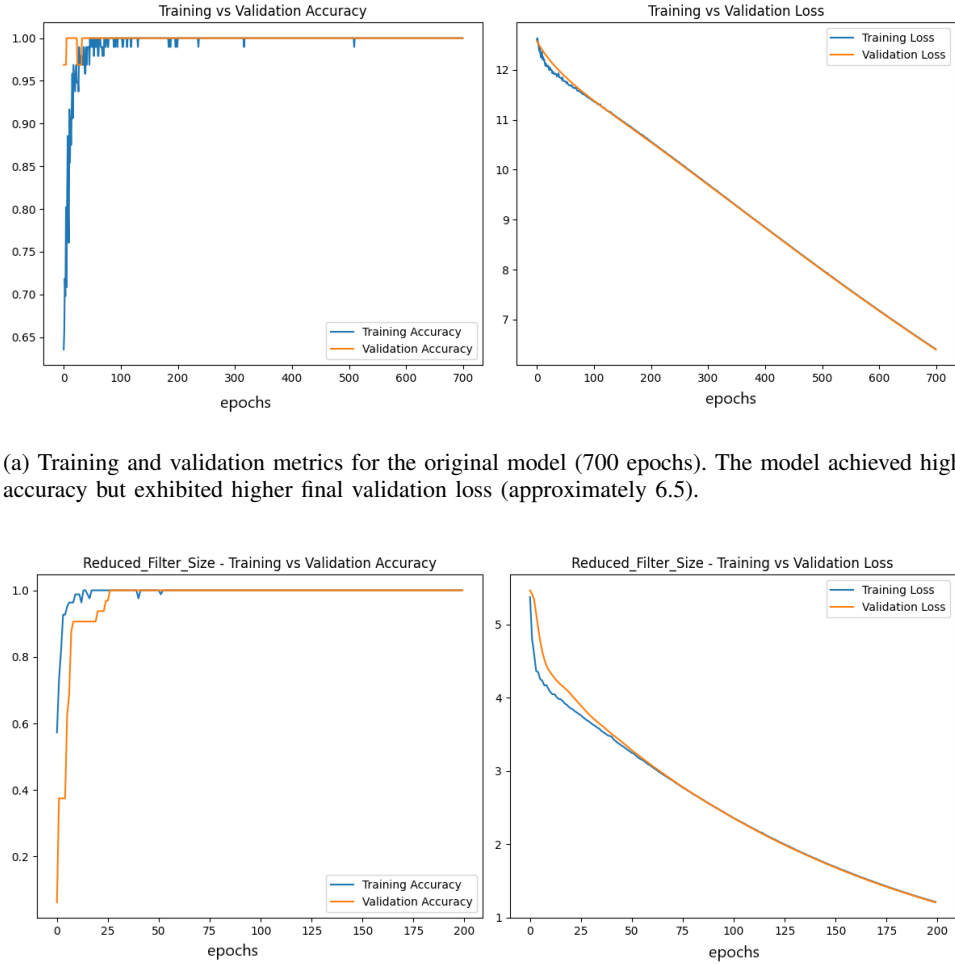 Training vs Validation Accuracy
1.00
0.95
0.90
0.85
0.80
0.75
0.70
0.65
0 100 200 300 400 500 600 700
Training Accuracy
Validation Accuracy
epochs
Training vs Validation Loss
12
11
10
9
8
7
0 100 200 300 400 500 600 700
Training Loss
Validation Loss
epochs
(a) Training and validation metrics for the original model (700 epochs). The model achieved high
accuracy but exhibited higher final validation loss (approximately 6.5).
Reduced_Filter_Size - Training vs Validation Accuracy
1.0
0.8
0.6
0.4
0.2
0 25 50 75 100 125 150 175 200
Training Accuracy
Validation Accuracy
epochs
Reduced_Filter_Size - Training vs Validation Loss
5
4
3
2
1
0 25 50 75 100 125 150 175 200
Training Loss
Validation Loss
epochs